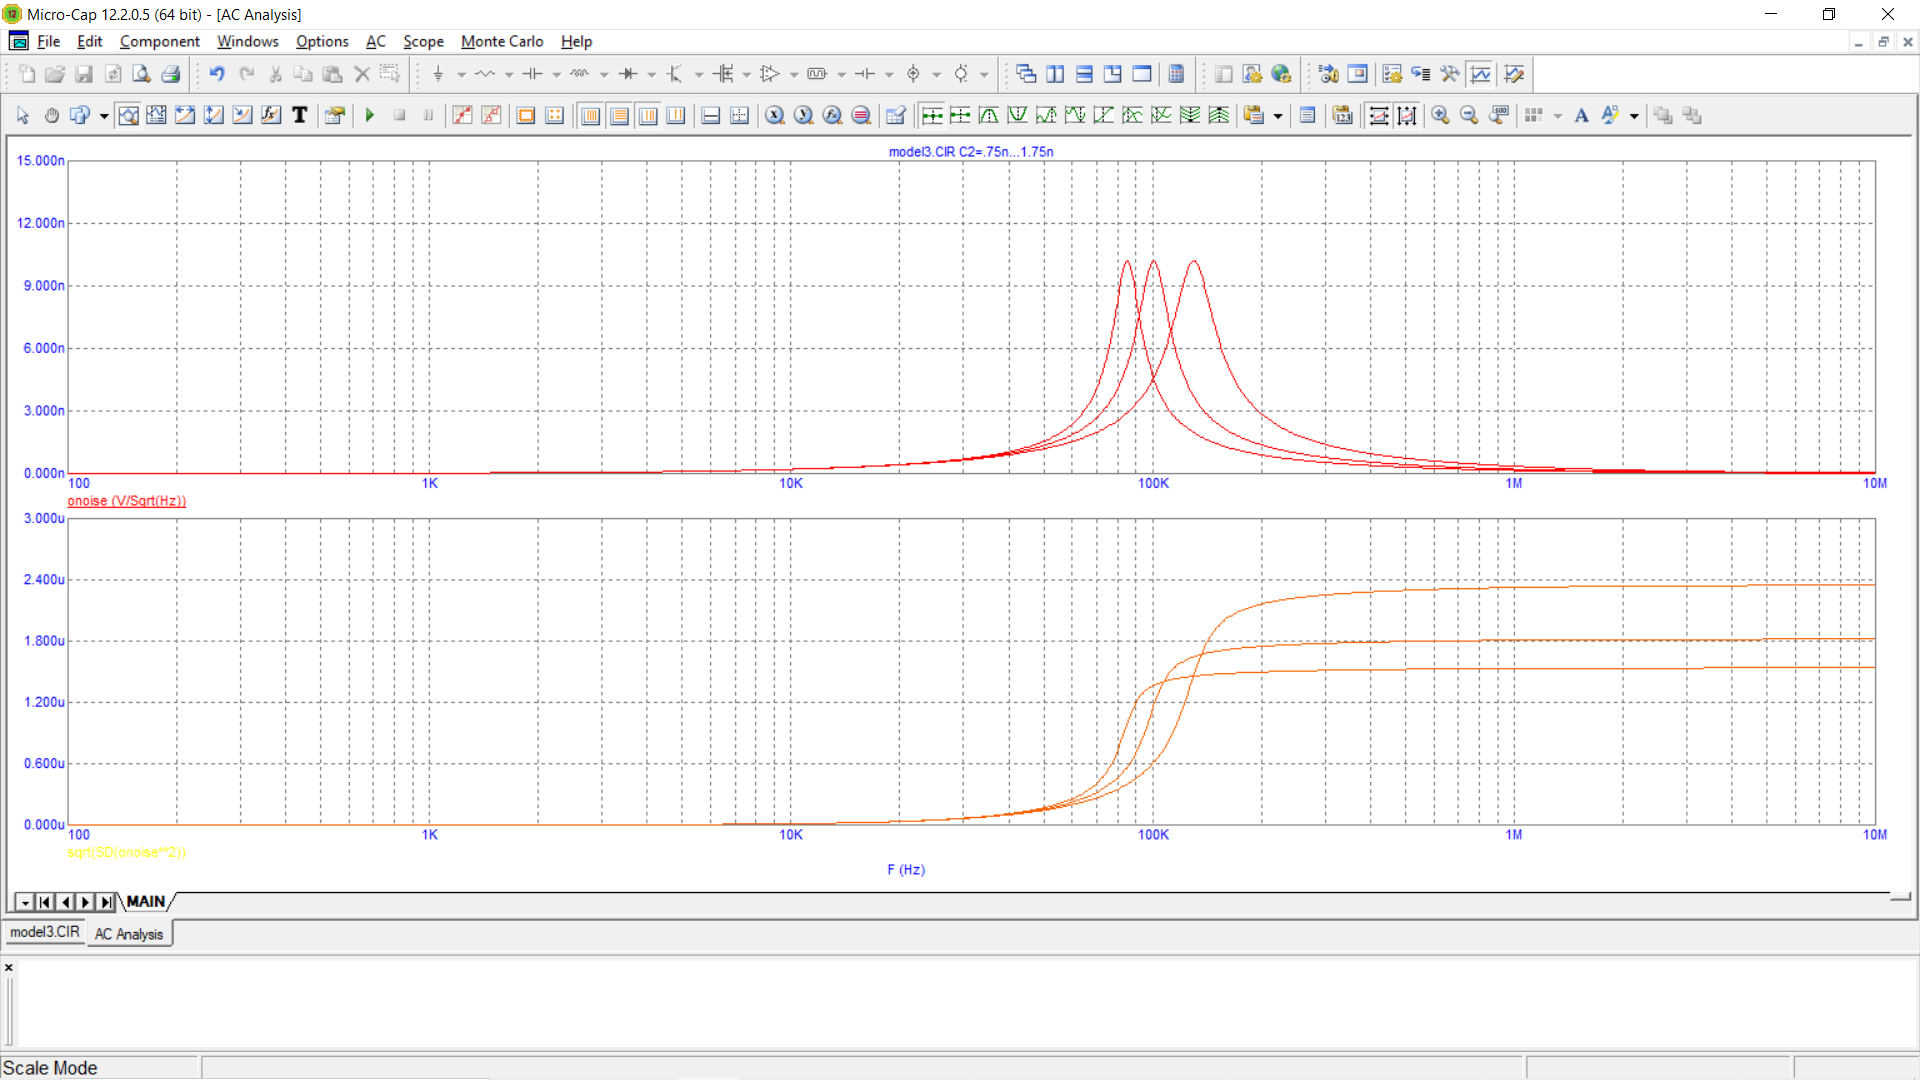 Micro-Cap 12.2.0.5 (64 bit) - [AC Analysis]
File Edit Component Windows Options AC Scope Monte Carlo Help
model3.CIR C2=.75n...1.75n
15.000n
12.000n
9.000n
6.000n
3.000n
0.000n
100 1K 10K 100K 1M 10M
onoise (V/Sqrt(Hz))
3.000u
2.400u
1.800u
1.200u
0.600u
0.000u
100 1K 10K 100K 1M 10M
sqrt(SD(onoise**2))
F (Hz)
MAIN
model3.CIR AC Analysis
Scale Mode